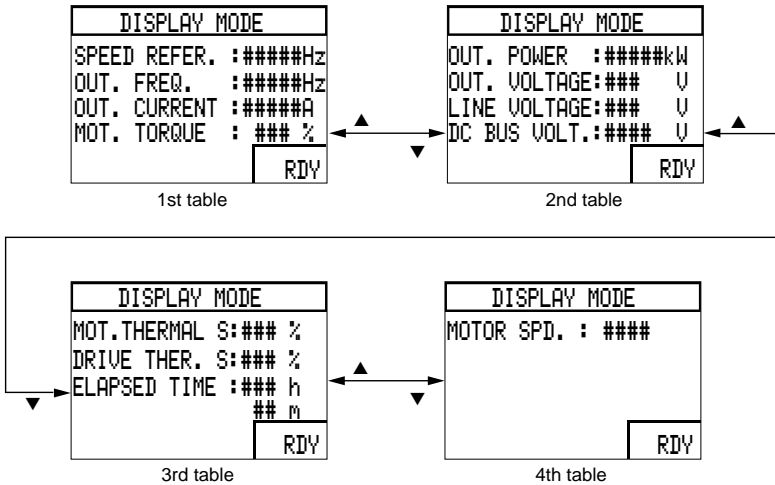 DISPLAY MODE
SPEED REFER. :#####Hz
OUT. FREQ. :#####Hz
OUT. CURRENT :#####A
MOT. TORQUE : ### %
RDY
1st table
DISPLAY MODE
OUT. POWER :#####kW
OUT. VOLTAGE:### V
LINE VOLTAGE:### V
DC BUS VOLT.:#### V
RDY
2nd table
DISPLAY MODE
MOT.THERMAL S:### %
DRIVE THER. S:### %
ELAPSED TIME :### h
## m
RDY
3rd table
DISPLAY MODE
MOTOR SPD. : ####
RDY
4th table